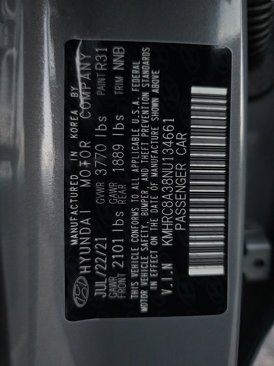 MANUFACTURED IN KOREA BY
HYUNDAI MOTOR COMPANY
JUL/22/21 GVWR 3770 lbs PAINT R31
GAWR FRONT 2101 lbs GAWR REAR 1889 lbs TRIM NNB
THIS VEHICLE CONFORMS TO ALL APPLICABLE U.S.A. FEDERAL
MOTOR VEHICLE SAFETY, BUMPER, AND THEFT PREVENTION STANDARDS
IN EFFECT ON THE DATE OF MANUFACTURE SHOWN ABOVE
V.I.N KMHRC8A38NU134661
PASSENGER CAR